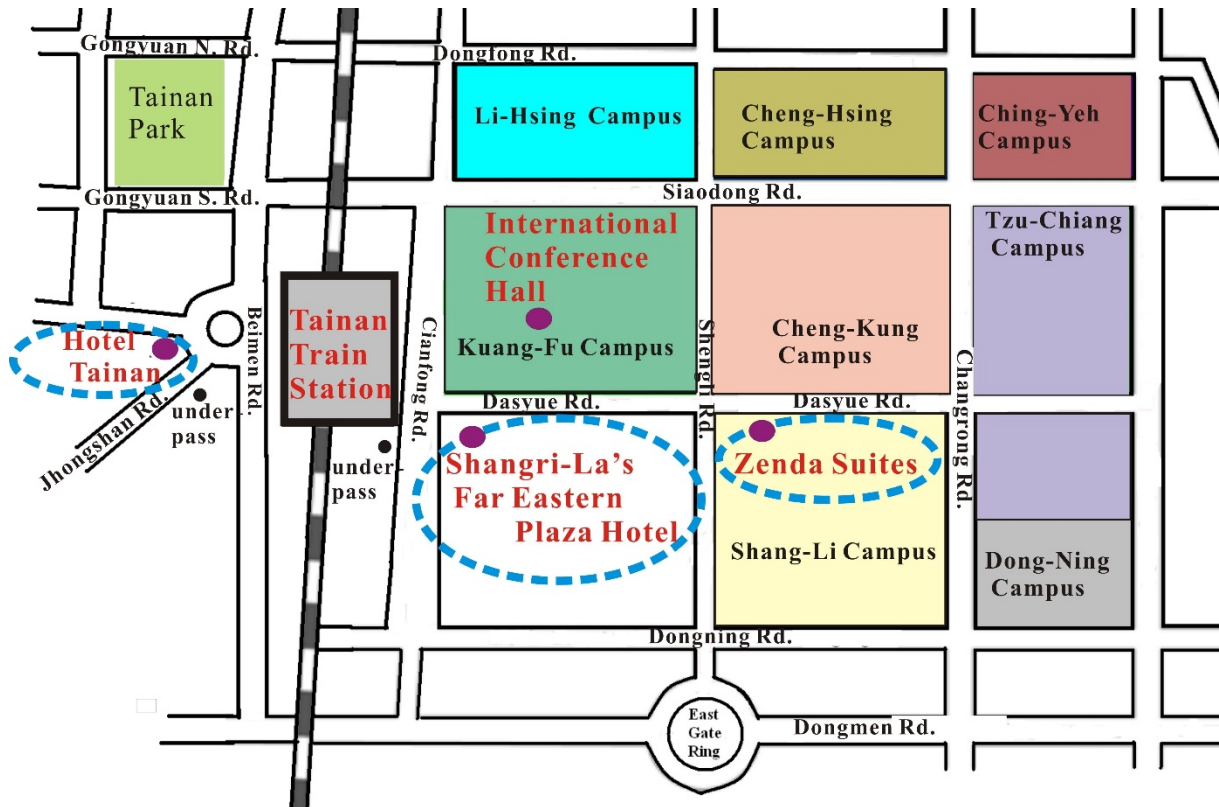 Gongyuan N. Rd.
Dongfong Rd.
Tainan
Park
Li-Hsing Campus
Cheng-Hsing
Campus
Ching-Yeh
Campus
Gongyuan S. Rd.
Siaodong Rd.
International
Conference
Hall
Kuang-Fu Campus
Tzu-Chiang
Campus
Cheng-Kung
Campus
Hotel
Tainan
Beimen Rd.
Tainan
Train
Station
Cianfong Rd.
Shengli Rd.
Changrong Rd.
Jhongshan Rd.
under-
pass
under-
pass
Dasyue Rd.
Dasyue Rd.
Shangri-La's
Far Eastern
Plaza Hotel
Zenda Suites
Shang-Li Campus
Dong-Ning
Campus
Dongning Rd.
East
Gate
Ring
Dongmen Rd.